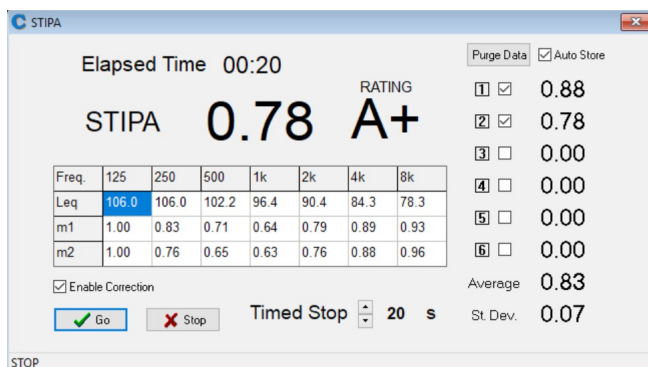 STIPA
Elapsed Time 00:20
Purge Data Auto Store
RATING
STIPA 0.78 A+
1 0.88
2 0.78
3 0.00
4 0.00
5 0.00
6 0.00
Average 0.83
St. Dev. 0.07
Freq. 125 250 500 1k 2k 4k 8k
Leq 106.0 106.0 102.2 96.4 90.4 84.3 78.3
m1 1.00 0.83 0.71 0.64 0.79 0.89 0.93
m2 1.00 0.76 0.65 0.63 0.76 0.88 0.96
Enable Correction
Go Stop Timed Stop 20 s
STOP